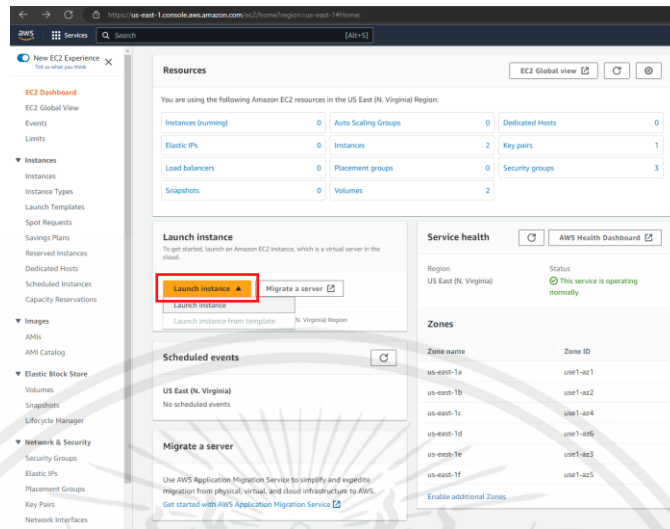 https://us-east-1.console.aws.amazon.com/ec2/home?region=us-east-1#Home:
aws
Services
Search
[Alt+S]
New EC2 Experience
Tell us what you think
EC2 Dashboard
EC2 Global View
Events
Limits
Instances
Instances
Instance Types
Launch Templates
Spot Requests
Savings Plans
Reserved Instances
Dedicated Hosts
Scheduled Instances
Capacity Reservations
Images
AMIs
AMI Catalog
Elastic Block Store
Volumes
Snapshots
Lifecycle Manager
Network & Security
Security Groups
Elastic IPs
Placement Groups
Key Pairs
Network Interfaces
Resources
EC2 Global view
You are using the following Amazon EC2 resources in the US East (N. Virginia) Region:
Instances (running) 0 Auto Scaling Groups 0 Dedicated Hosts 0
Elastic IPs 0 Instances 2 Key pairs 1
Load balancers 0 Placement groups 0 Security groups 3
Snapshots 0 Volumes 2
Launch instance
To get started, launch an Amazon EC2 instance, which is a virtual server in the
cloud.
Launch instance
Migrate a server
Launch instance
Launch instance from template
(N. Virginia) Region
Scheduled events
US East (N. Virginia)
No scheduled events
Migrate a server
Use AWS Application Migration Service to simplify and expedite
migration from physical, virtual, and cloud infrastructure to AWS.
Get started with AWS Application Migration Service
Service health
AWS Health Dashboard
Region Status
US East (N. Virginia) This service is operating
normally
Zones
Zone name Zone ID
us-east-1a use1-az1
us-east-1b use1-az2
us-east-1c use1-az4
us-east-1d use1-az6
us-east-1e use1-az3
us-east-1f use1-az5
Enable additional Zones